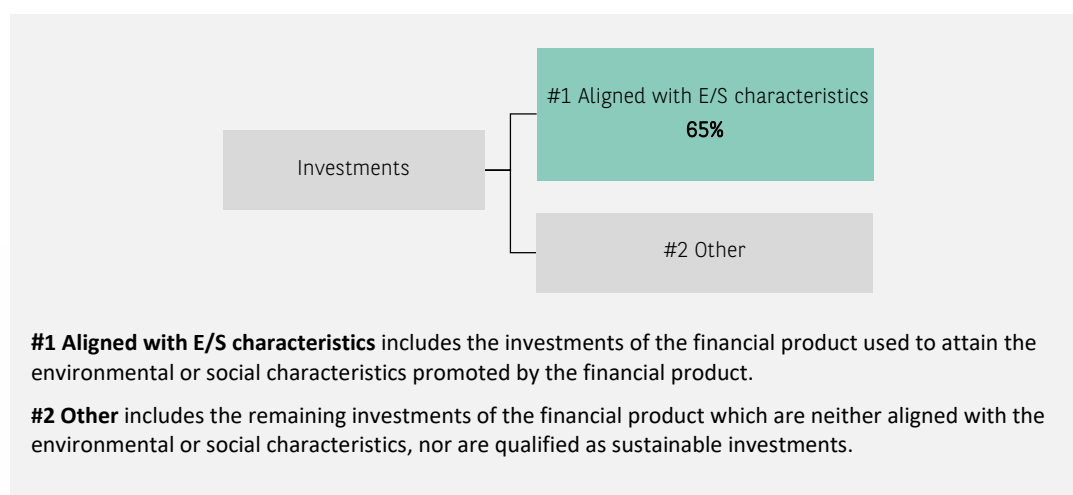 #1 Aligned with E/S characteristics
65%
Investments
#2 Other
#1 Aligned with E/S characteristics includes the investments of the financial product used to attain the
environmental or social characteristics promoted by the financial product.
#2 Other includes the remaining investments of the financial product which are neither aligned with the
environmental or social characteristics, nor are qualified as sustainable investments.